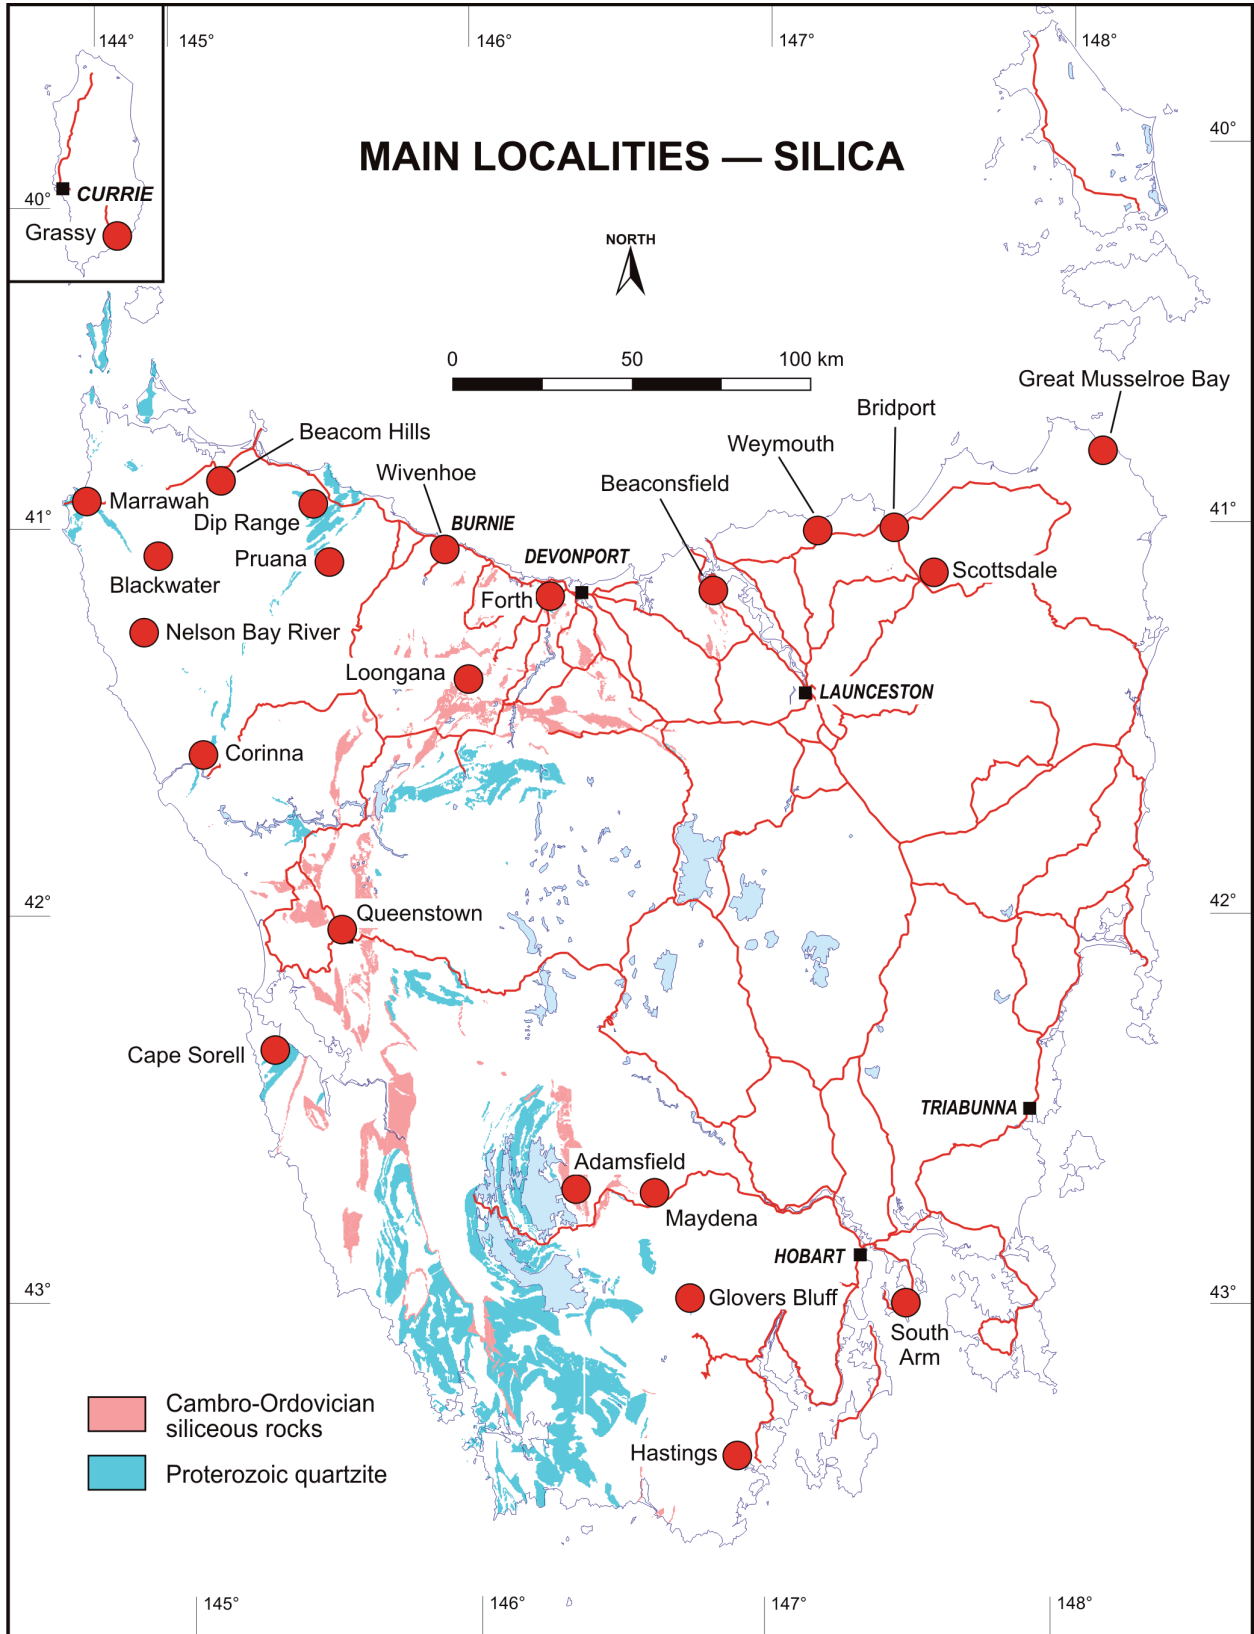 144°
145°
146°
147°
148°
40°
MAIN LOCALITIES — SILICA
CURRIE
40°
Grassy
NORTH
0
50
100 km
Great Musselroe Bay
Bridport
Beacom Hills
Weymouth
Wivenhoe
Beaconsfield
Marrawah
Dip Range
41°
BURNIE
41°
DEVONPORT
Pruana
Scottsdale
Blackwater
Forth
Nelson Bay River
Loongana
LAUNCESTON
Corinna
42°
Queenstown
42°
Cape Sorell
TRIABUNNA
Adamsfield
Maydena
HOBART
43°
Glovers Bluff
43°
South
Arm
Cambro-Ordovician
siliceous rocks
Hastings
Proterozoic quartzite
145°
146°
147°
148°